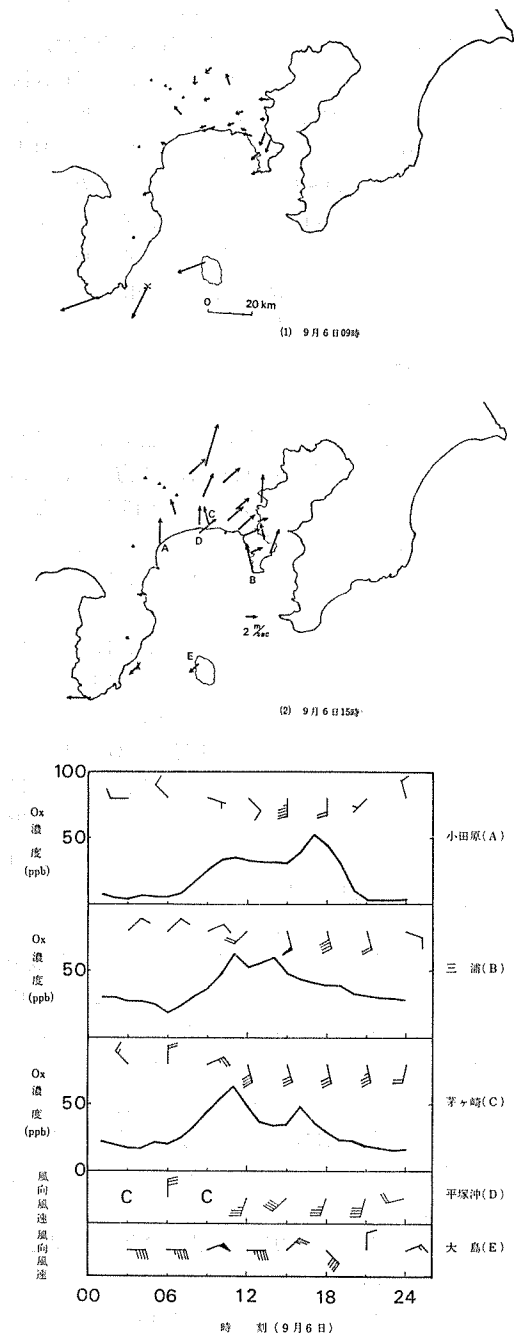 0 20 km
(1) 9月6日09時
C
D
A
B
2 m/sec
E
(2) 9月6日15時
100
Ox
濃
度
(ppb)
50
小田原(A)
Ox
濃
度
(ppb)
50
三浦(B)
Ox
濃
度
(ppb)
50
0
茅ヶ崎(C)
風向風速
C C
平塚沖(D)
風向風速
大島(E)
00 06 12 18 24
時刻(9月6日)